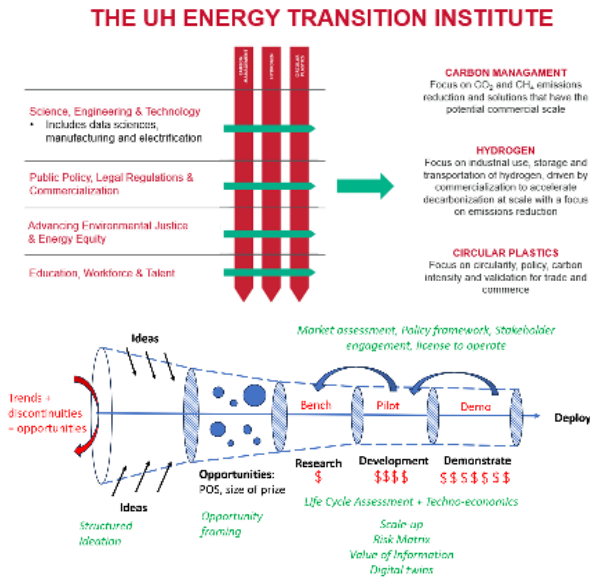 THE UH ENERGY TRANSITION INSTITUTE
CARBON
MANAGEMENT
HYDROGEN
CIRCULAR
PLASTICS
Science, Engineering & Technology
• Includes data sciences,
manufacturing and electrification
Public Policy, Legal Regulations &
Commercialization
Advancing Environmental Justice
& Energy Equity
Education, Workforce & Talent
CARBON MANAGAMENT
Focus on CO2 and CH4 emissions
reduction and solutions that have the
potential commercial scale
HYDROGEN
Focus on industrial use, storage and
transportation of hydrogen, driven by
commercialization to accelerate
decarbonization at scale with a focus
on emissions reduction
CIRCULAR PLASTICS
Focus on circularity, policy, carbon
intensity and validation for trade and
commerce
Market assessment, Policy framework, Stakeholder
engagement, license to operate
Ideas
Trends +
discontinuities
= opportunities
Bench
Pilot
Demo
Deploy
Ideas
Structured
Ideation
Opportunities:
POS, size of prize
Opportunity
framing
Research
$
Development
$$$$
Demonstrate
$$$$$$$
Life Cycle Assessment + Techno-economics
Scale-up
Risk Matrix
Value of Information
Digital twins